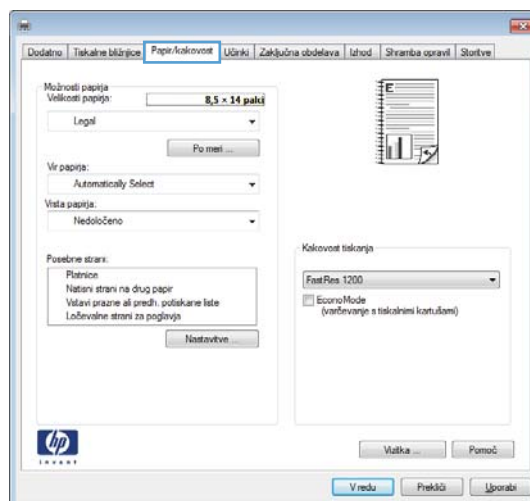 Dodatno Tiskalne bližnjice Papir/kakovost Učinki Zaključna obdelava Izhod Shramba opravil Storitve
Možnosti papirja
Velikosti papirja: 8,5 × 14 palci
Legal
Po meri ...
Vir papirja:
Automatically Select
Vrsta papirja:
Nedoločeno
Posebne strani:
Platnice
Natisni strani na drug papir
Vstavi prazne ali predh. potiskane liste
Ločevalne strani za poglavja
Nastavitve ...
E
Kakovost tiskanja
FastRes 1200
EconoMode
(varčevanje s tiskalnimi kartušami)
hp
invent
Vizitka ... Pomoč
V redu Prekliči Uporabi